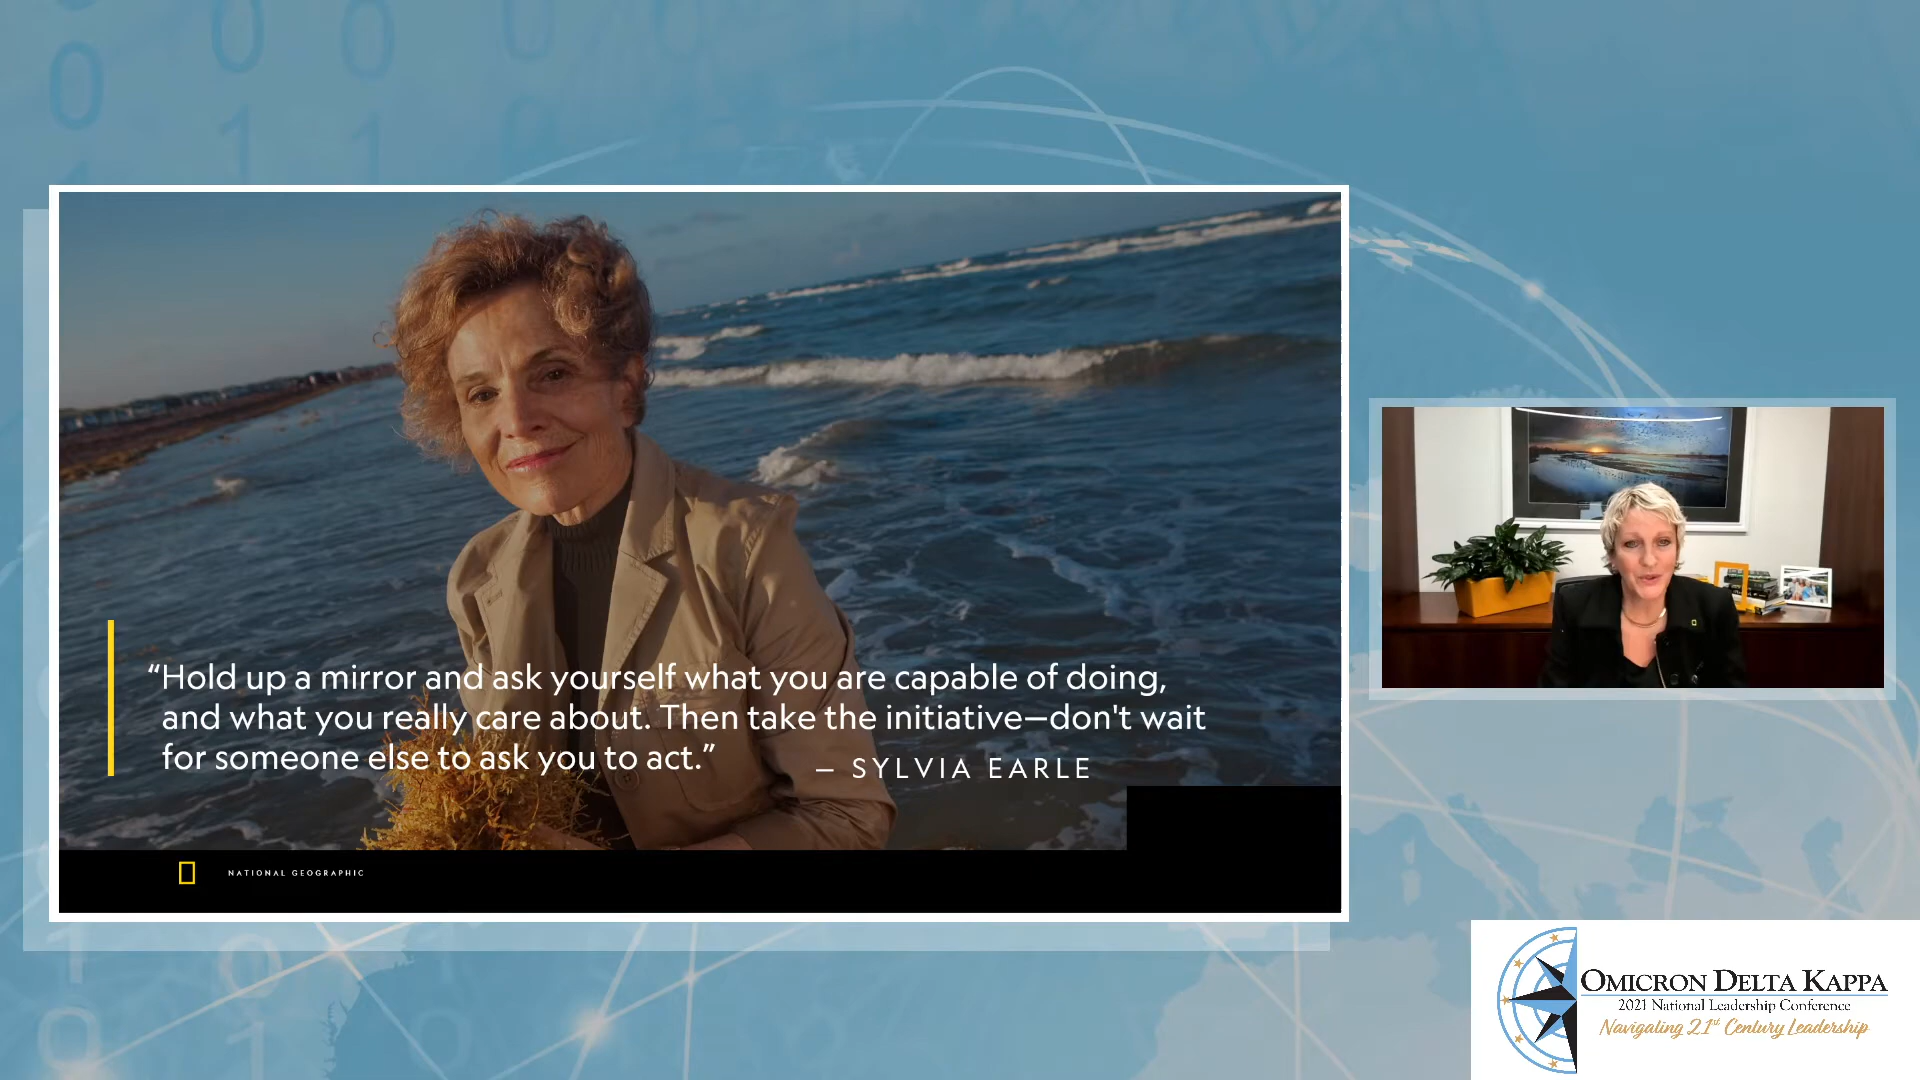 “Hold up a mirror and ask yourself what you are capable of doing,
and what you really care about. Then take the initiative—don't wait
for someone else to ask you to act.”
– SYLVIA EARLE
NATIONAL GEOGRAPHIC
OMICRON DELTA KAPPA
2021 National Leadership Conference
Navigating 21st Century Leadership